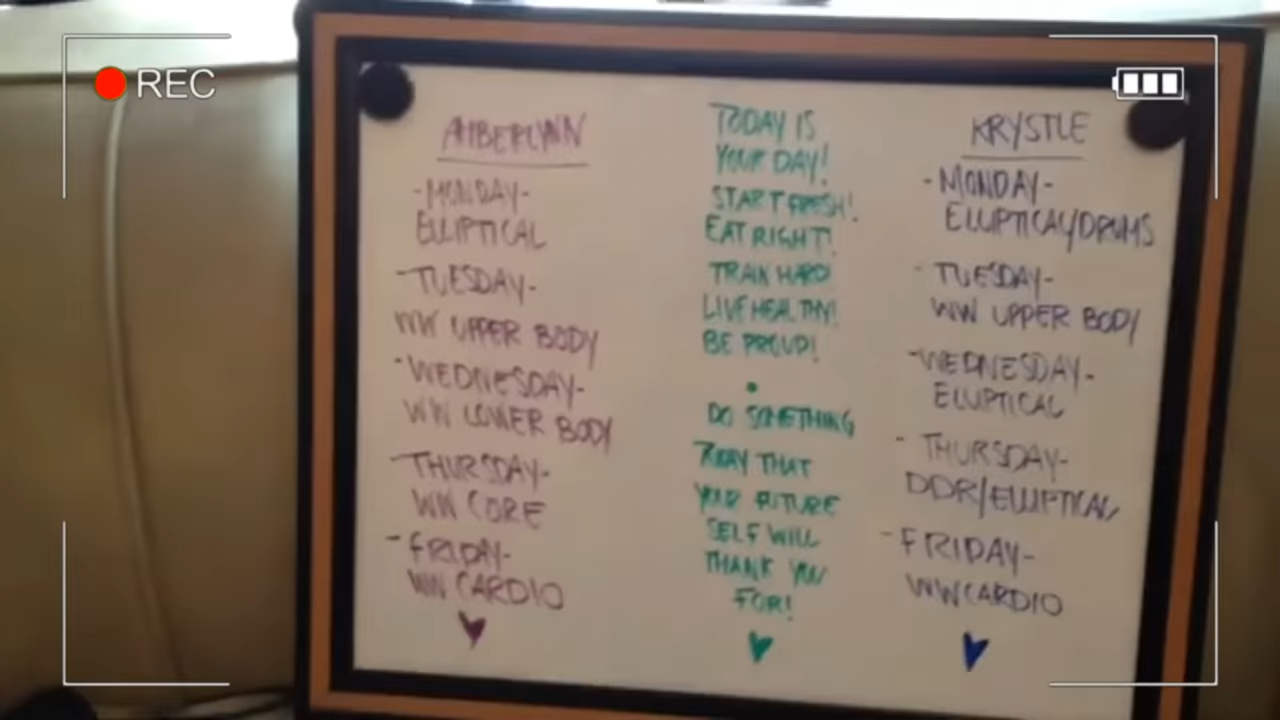 REC
AMBERLYNN
-MONDAY-
ELLIPTICAL
-TUESDAY-
WW UPPER BODY
-WEDNESDAY-
WW LOWER BODY
-THURSDAY-
WW CORE
-FRIDAY-
WW CARDIO
TODAY IS
YOUR DAY!
START FRESH!
EAT RIGHT!
TRAIN HARD!
LIVE HEALTHY!
BE PROUD!
DO SOMETHING
TODAY THAT
YOUR FUTURE
SELF WILL
THANK YOU
FOR!
KRYSTLE
-MONDAY-
ELLIPTICAL/DRUMS
-TUESDAY-
WW UPPER BODY
-WEDNESDAY-
ELLIPTICAL
-THURSDAY-
DDR/ELLIPTICAL
-FRIDAY-
WW CARDIO